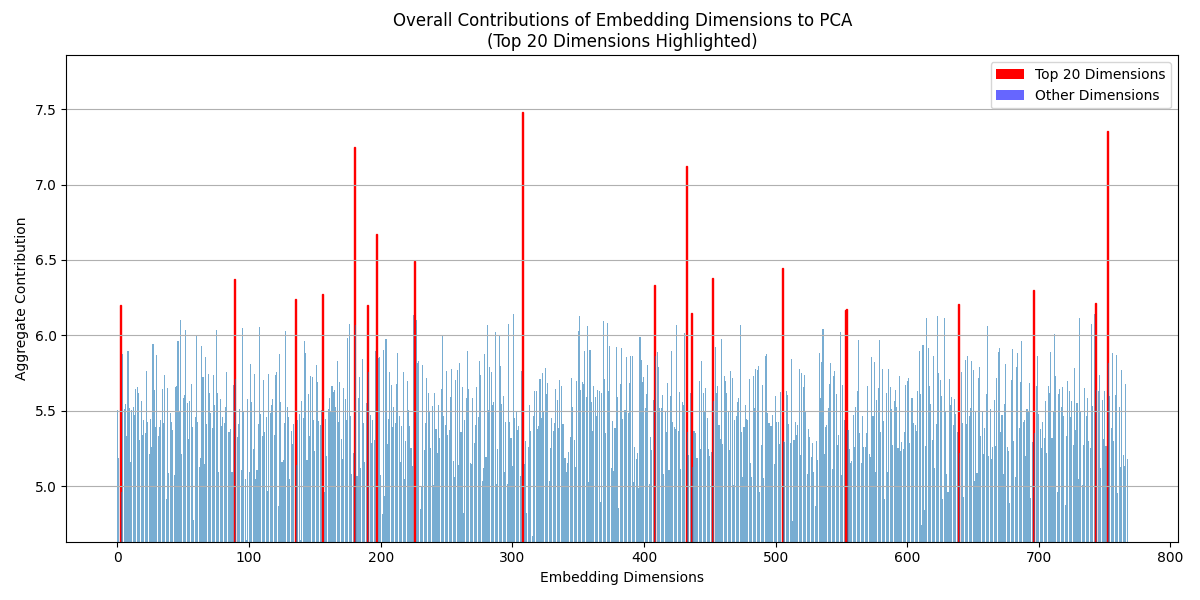 Overall Contributions of Embedding Dimensions to PCA
(Top 20 Dimensions Highlighted)
Top 20 Dimensions
Other Dimensions
Aggregate Contribution
7.5
7.0
6.5
6.0
5.5
5.0
0 100 200 300 400 500 600 700 800
Embedding Dimensions